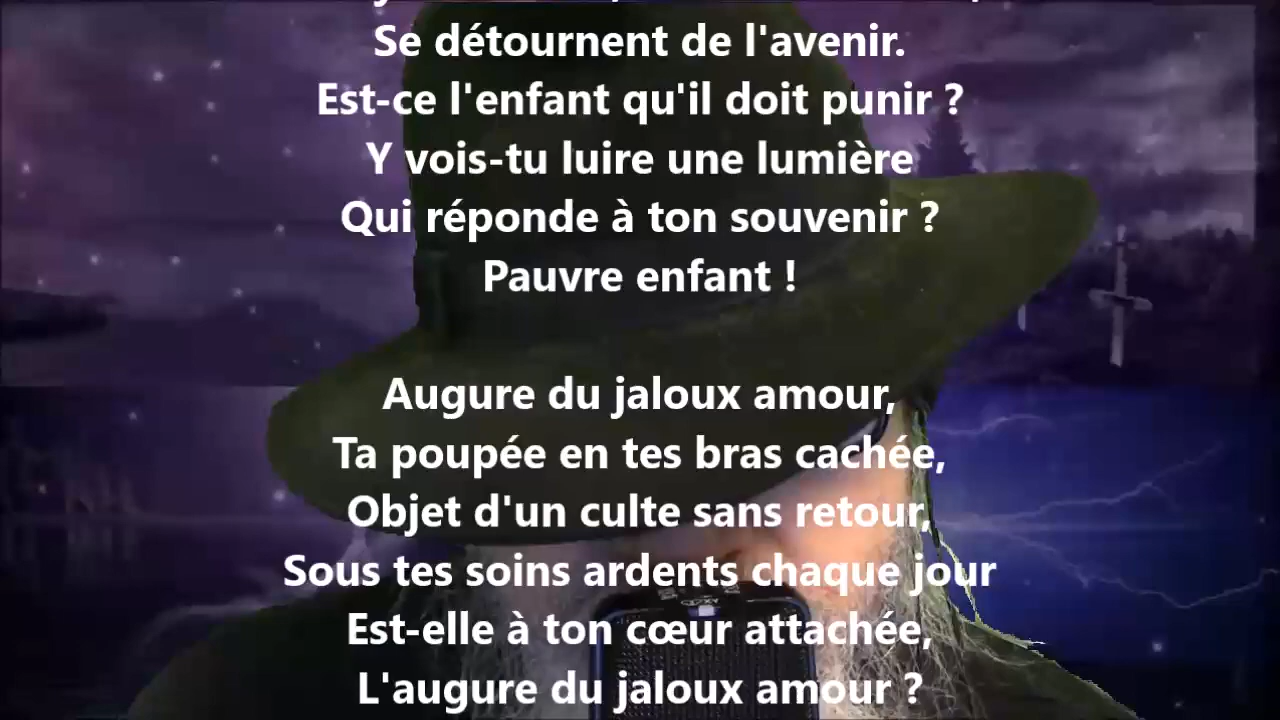 Se détournent de l'avenir.
Est-ce l'enfant qu'il doit punir ?
Y vois-tu luire une lumière
Qui réponde à ton souvenir ?
Pauvre enfant !
Augure du jaloux amour,
Ta poupée en tes bras cachée,
Objet d'un culte sans retour,
Sous tes soins ardents chaque jour
Est-elle à ton cœur attachée,
L'augure du jaloux amour ?